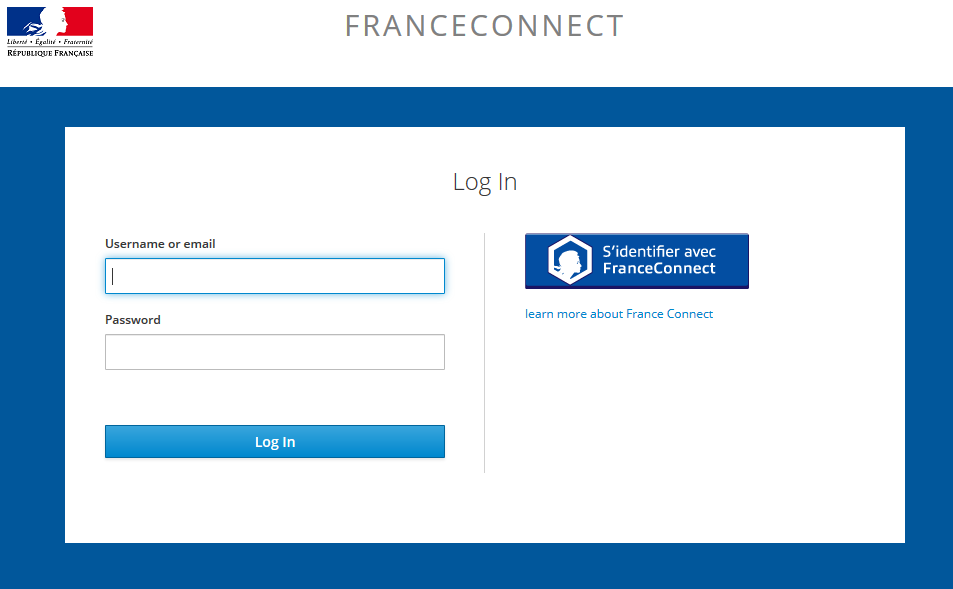 FRANCECONNECT
Liberté • Égalité • Fraternité
RÉPUBLIQUE FRANÇAISE
Log In
Username or email
Password
Log In
S'identifier avec
FranceConnect
learn more about France Connect